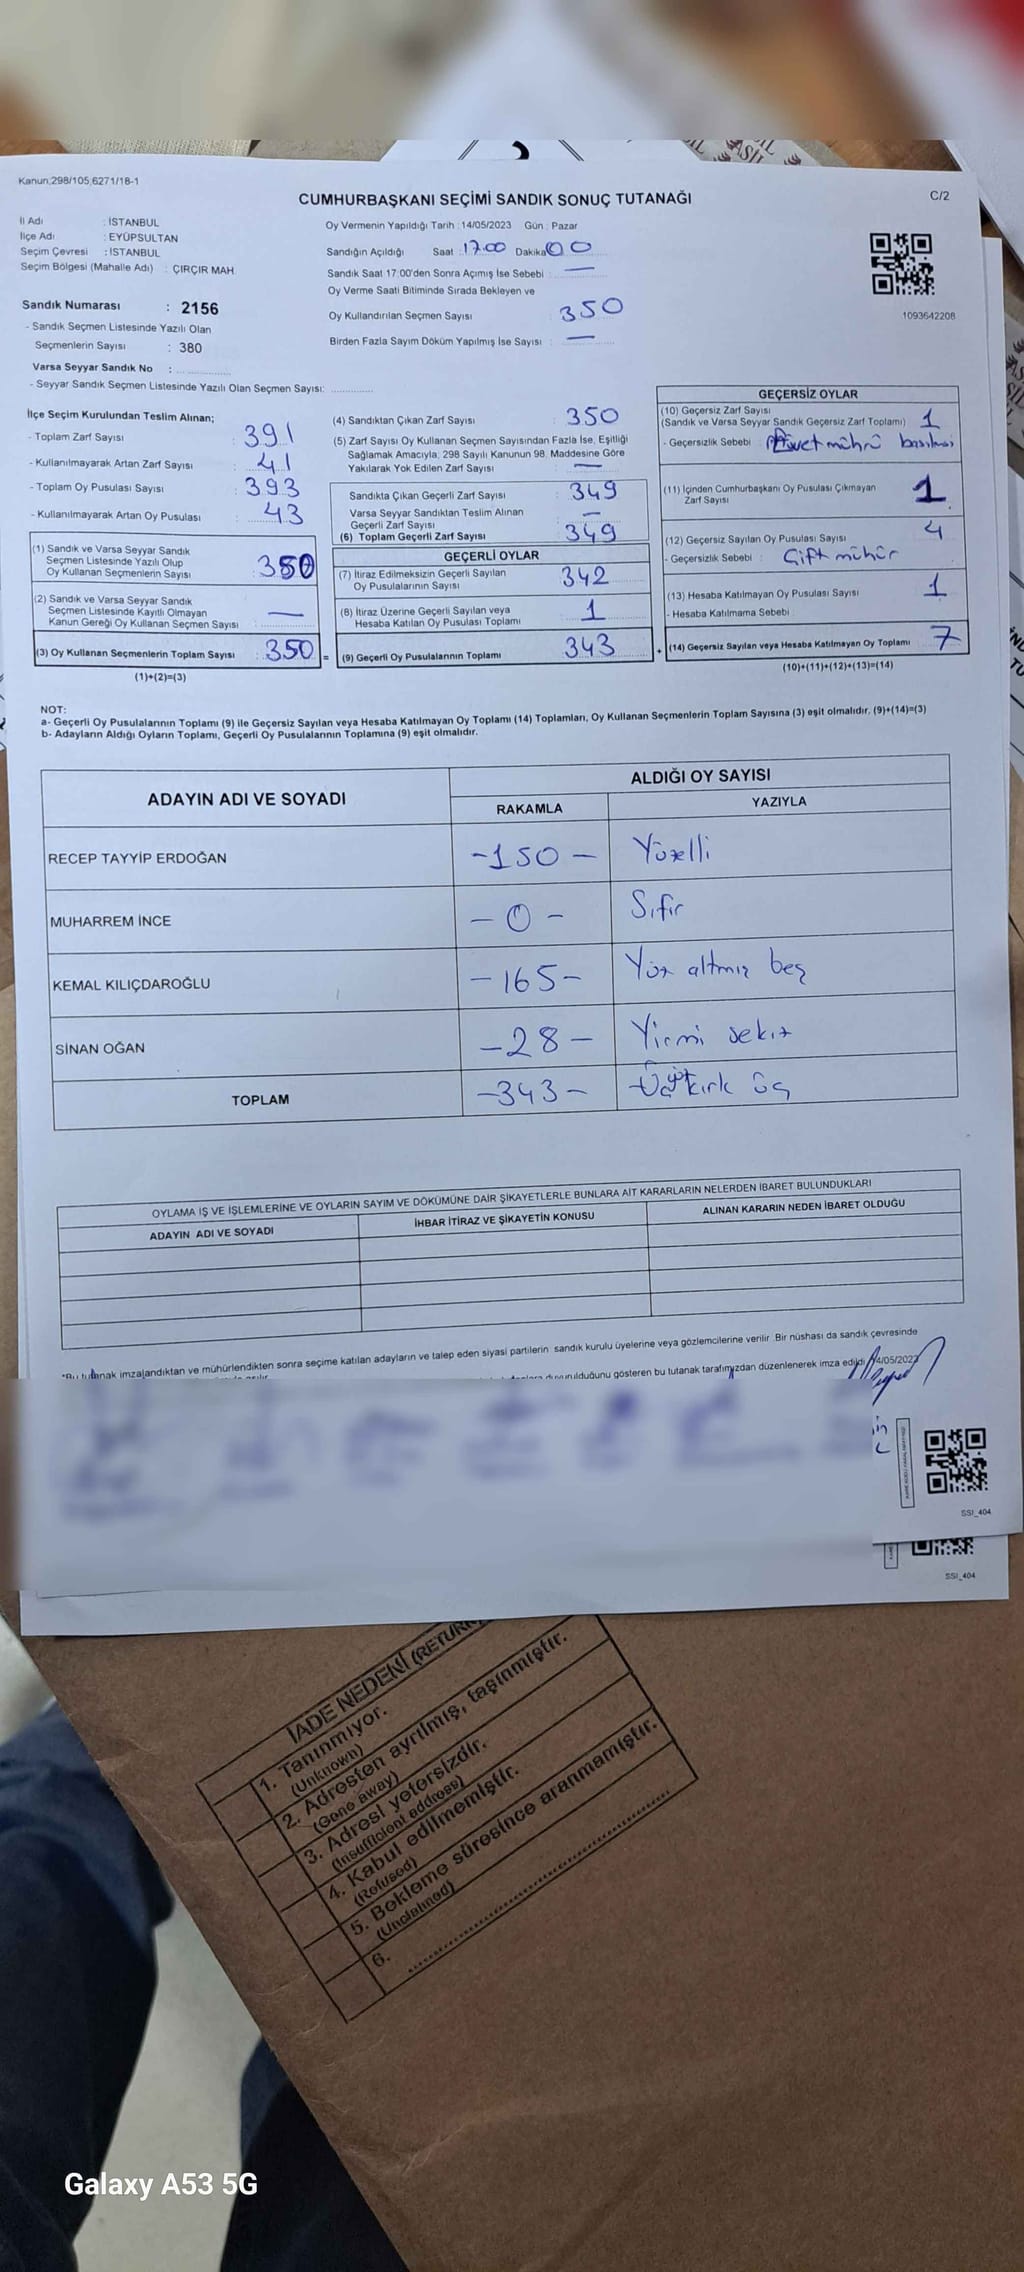 Kanun;298/105,6271/18-1
CUMHURBAŞKANI SEÇİMİ SANDIK SONUÇ TUTANAĞI
C/2
İl Adı : İSTANBUL
İlçe Adı : EYÜPSULTAN
Seçim Çevresi : İSTANBUL
Seçim Bölgesi (Mahalle Adı) : ÇIRÇIR MAH.
Oy Vermenin Yapıldığı Tarih : 14/05/2023 Gün : Pazar
Sandığın Açıldığı Saat : 17.00 Dakika 00
Sandık Saat 17.00'den Sonra Açımış İse Sebebi : —
Oy Verme Saati Bitiminde Sırada Bekleyen ve
Oy Kullandırılan Seçmen Sayısı : 350
Birden Fazla Sayım Döküm Yapılmış İse Sayısı : —
1093642208
Sandık Numarası : 2156
- Sandık Seçmen Listesinde Yazılı Olan
Seçmenlerin Sayısı : 380
Varsa Seyyar Sandık No :
- Seyyar Sandık Seçmen Listesinde Yazılı Olan Seçmen Sayısı:
İlçe Seçim Kurulundan Teslim Alınan;
- Toplam Zarf Sayısı : 391
- Kullanılmayarak Artan Zarf Sayısı : 41
- Toplam Oy Pusulası Sayısı : 393
- Kullanılmayarak Artan Oy Pusulası : 43
(1) Sandık ve Varsa Seyyar Sandık
Seçmen Listesinde Yazılı Olup
Oy Kullanan Seçmenlerin Sayısı : 350
(2) Sandık ve Varsa Seyyar Sandık
Seçmen Listesinde Kayıtlı Olmayan
Kanun Gereği Oy Kullanan Seçmen Sayısı : —
(3) Oy Kullanan Seçmenlerin Toplam Sayısı : 350 =
(1)+(2)=(3)
(4) Sandıktan Çıkan Zarf Sayısı : 350
(5) Zarf Sayısı Oy Kullanan Seçmen Sayısından Fazla İse, Eşitliği
Sağlamak Amacıyla, 298 Sayılı Kanunun 98. Maddesine Göre
Yakılarak Yok Edilen Zarf Sayısı : —
Sandıkta Çıkan Geçerli Zarf Sayısı : 349
Varsa Seyyar Sandıktan Teslim Alınan
Geçerli Zarf Sayısı : —
(6) Toplam Geçerli Zarf Sayısı : 349
GEÇERLİ OYLAR
(7) İtiraz Edilmeksizin Geçerli Sayılan
Oy Pusulalarının Sayısı : 342
(8) İtiraz Üzerine Geçerli Sayılan veya
Hesaba Katılan Oy Pusulası Toplamı : 1
(9) Geçerli Oy Pusulalarının Toplamı : 343 +
GEÇERSİZ OYLAR
(10) Geçersiz Zarf Sayısı
(Sandık ve Varsa Seyyar Sandık Geçersiz Zarf Toplamı) : 1
- Geçersizlik Sebebi : Evet mührü basılması
(11) İçinden Cumhurbaşkanı Oy Pusulası Çıkmayan
Zarf Sayısı : 1
(12) Geçersiz Sayılan Oy Pusulası Sayısı : 4
- Geçersizlik Sebebi : Çift mühür
(13) Hesaba Katılmayan Oy Pusulası Sayısı : 1
- Hesaba Katılmama Sebebi :
(14) Geçersiz Sayılan veya Hesaba Katılmayan Oy Toplamı : 7
(10)+(11)+(12)+(13)=(14)
NOT:
a- Geçerli Oy Pusulalarının Toplamı (9) ile Geçersiz Sayılan veya Hesaba Katılmayan Oy Toplamı (14) Toplamları, Oy Kullanan Seçmenlerin Toplam Sayısına (3) eşit olmalıdır. (9)+(14)=(3)
b- Adayların Aldığı Oyların Toplamı, Geçerli Oy Pusulalarının Toplamına (9) eşit olmalıdır.
ADAYIN ADI VE SOYADI
ALDIĞI OY SAYISI
RAKAMLA
YAZIYLA
RECEP TAYYİP ERDOĞAN -150- Yüzelli
MUHARREM İNCE -0- Sıfır
KEMAL KILIÇDAROĞLU -165- Yüz altmış beş
SİNAN OĞAN -28- Yirmi sekiz
TOPLAM -343- Üçyüz kırk üç
OYLAMA İŞ VE İŞLEMLERİNE VE OYLARIN SAYIM VE DÖKÜMÜNE DAİR ŞİKAYETLERLE BUNLARA AİT KARARLARIN NELERDEN İBARET BULUNDUKLARI
ADAYIN ADI VE SOYADI
İHBAR İTİRAZ VE ŞİKAYETİN KONUSU
ALINAN KARARIN NEDEN İBARET OLDUĞU
*Bu tutanak imzalandıktan ve mühürlendikten sonra seçime katılan adayların ve talep eden siyasi partilerin sandık kurulu üyelerine veya gözlemcilerine verilir. Bir nüshası da sandık çevresinde
duyurulduğunu gösteren bu tutanak tarafımızdan düzenlenerek imza edildi. 14/05/2023
SSI_404
SSI_404
İADE NEDENİ (RETURN
1. Tanınmıyor.
(Unknown)
2. Adresten ayrılmış, taşınmıştır.
(Gone away)
3. Adresi yetersizdir.
(Insufficient address)
4. Kabul edilmemiştir.
(Refused)
5. Bekleme süresince aranmamıştır.
(Unclaimed)
6.
Galaxy A53 5G